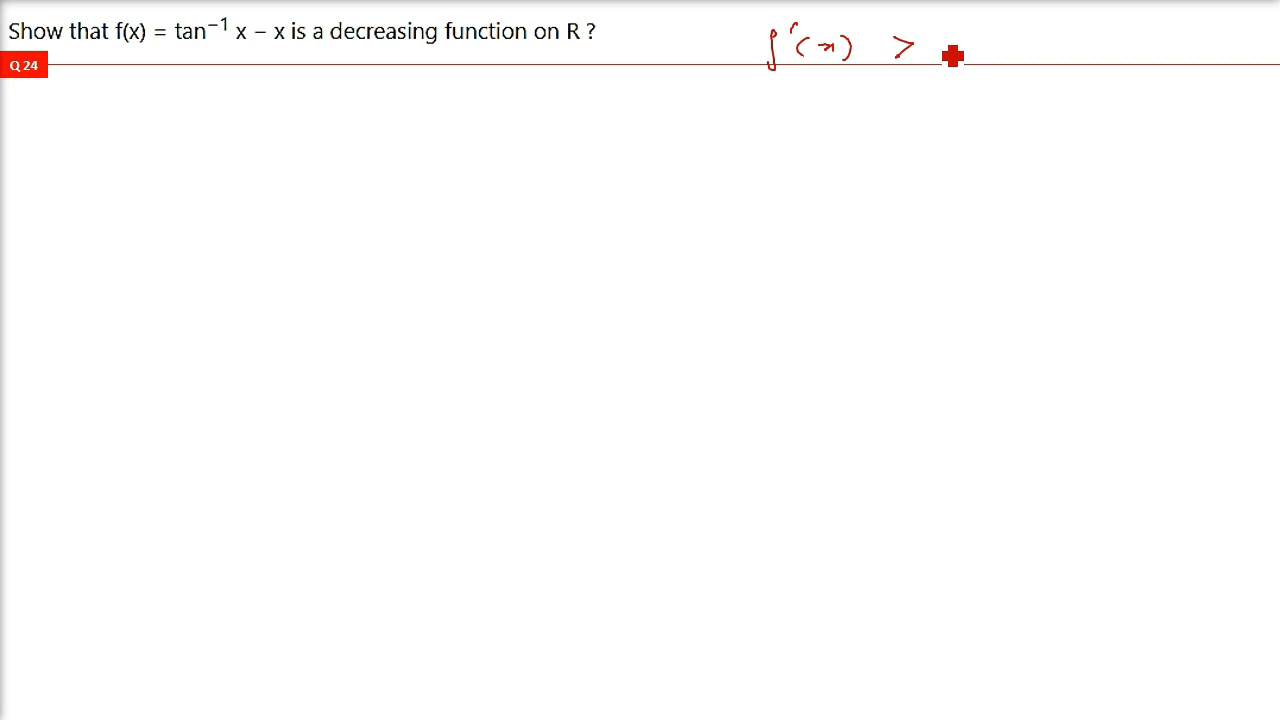 Show that f(x) = tan⁻¹ x – x is a decreasing function on R ?
f'(x) >
Q 24